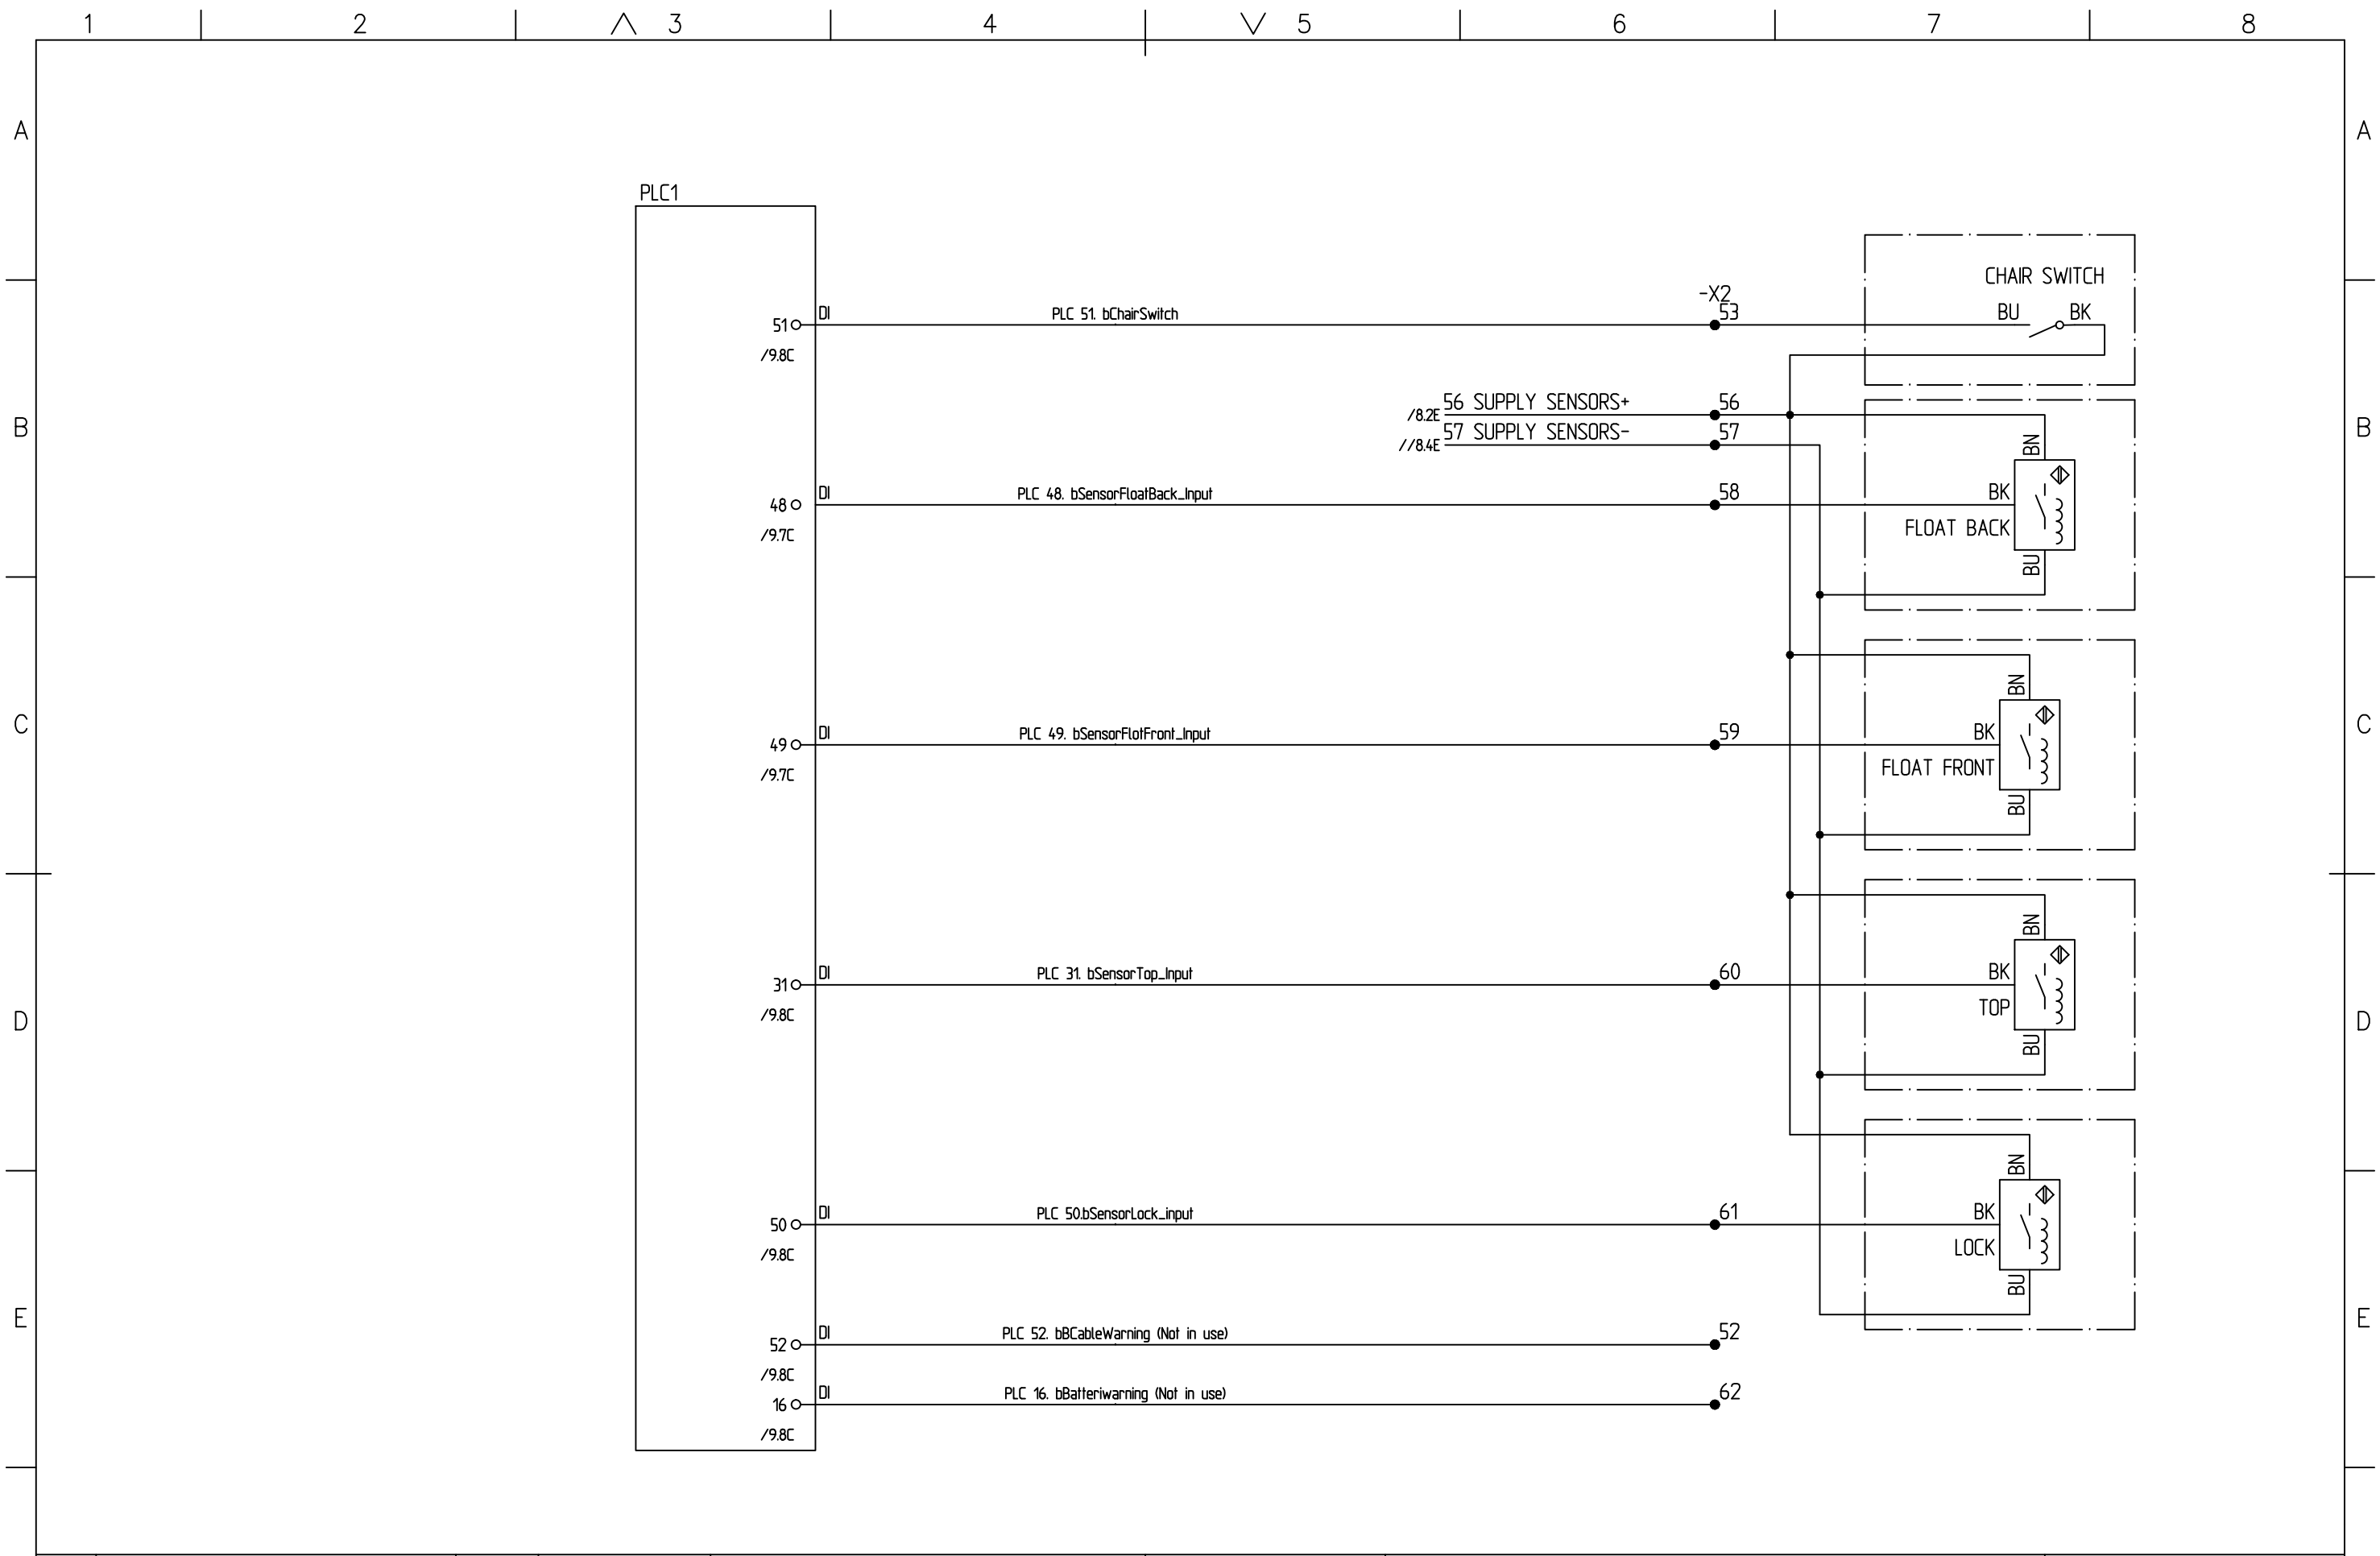 1 2 3 4 5 6 7 8
A A
PLC1
CHAIR SWITCH
-X2
51 DI PLC 51. bChairSwitch 53 BU BK
/9.8C
56 SUPPLY SENSORS+ 56
/8.2E
57 SUPPLY SENSORS- 57
//8.4E
B B
BN
48 DI PLC 48. bSensorFloatBack_Input 58 BK
/9.7C
FLOAT BACK
BU
BN
C C
49 DI PLC 49. bSensorFlotFront_Input 59 BK
/9.7C
FLOAT FRONT
BU
BN
31 DI PLC 31. bSensorTop_Input 60 BK
/9.8C
TOP
D D
BU
BN
50 DI PLC 50.bSensorLock_input 61 BK
/9.8C
LOCK
BU
E E
52 DI PLC 52. bBCableWarning (Not in use) 52
/9.8C
16 DI PLC 16. bBatteriwarning (Not in use) 62
/9.8C